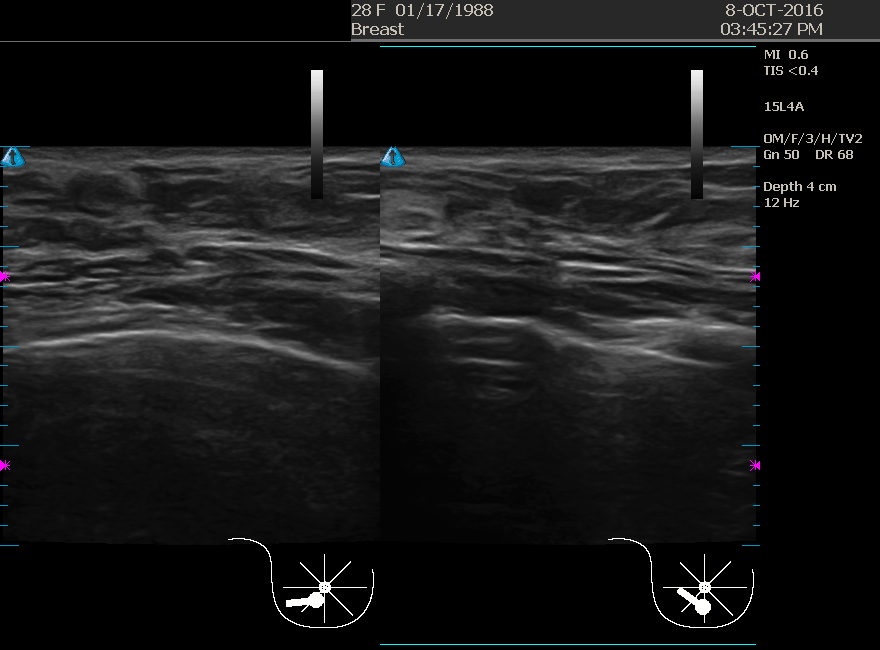 28 F 01/17/1988 8-OCT-2016
Breast 03:45:27 PM
MI 0.6
TIS <0.4
15L4A
OM/F/3/H/TV2
Gn 50 DR 68
Depth 4 cm
12 Hz